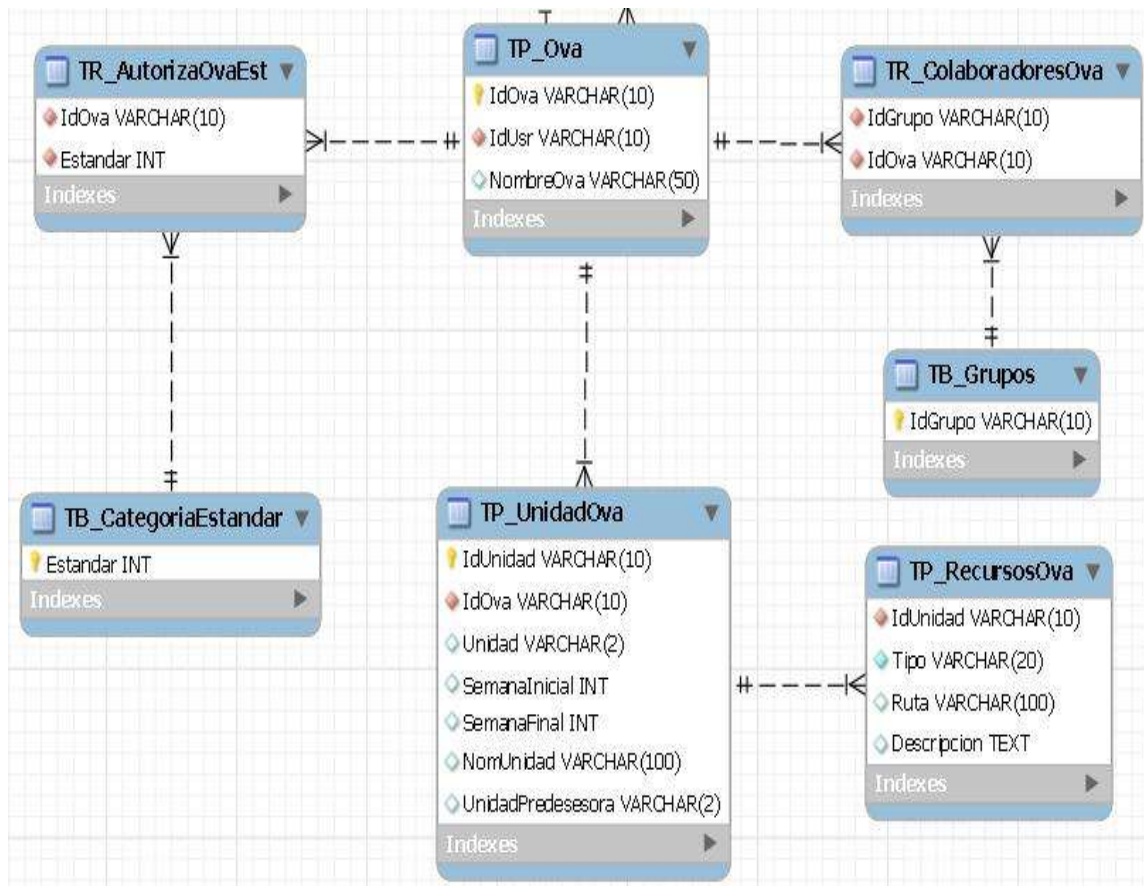 TR_AutorizaOvaEst
IdOva VARCHAR(10)
Estandar INT
Indexes
TP_Ova
IdOva VARCHAR(10)
IdUsr VARCHAR(10)
NombreOva VARCHAR(50)
Indexes
TR_ColaboradoresOva
IdGrupo VARCHAR(10)
IdOva VARCHAR(10)
Indexes
TB_Grupos
IdGrupo VARCHAR(10)
Indexes
TB_CategoriaEstandar
Estandar INT
Indexes
TP_UnidadOva
IdUnidad VARCHAR(10)
IdOva VARCHAR(10)
Unidad VARCHAR(2)
SemanaInicial INT
SemanaFinal INT
NomUnidad VARCHAR(100)
UnidadPredesesora VARCHAR(2)
Indexes
TP_RecursosOva
IdUnidad VARCHAR(10)
Tipo VARCHAR(20)
Ruta VARCHAR(100)
Descripcion TEXT
Indexes